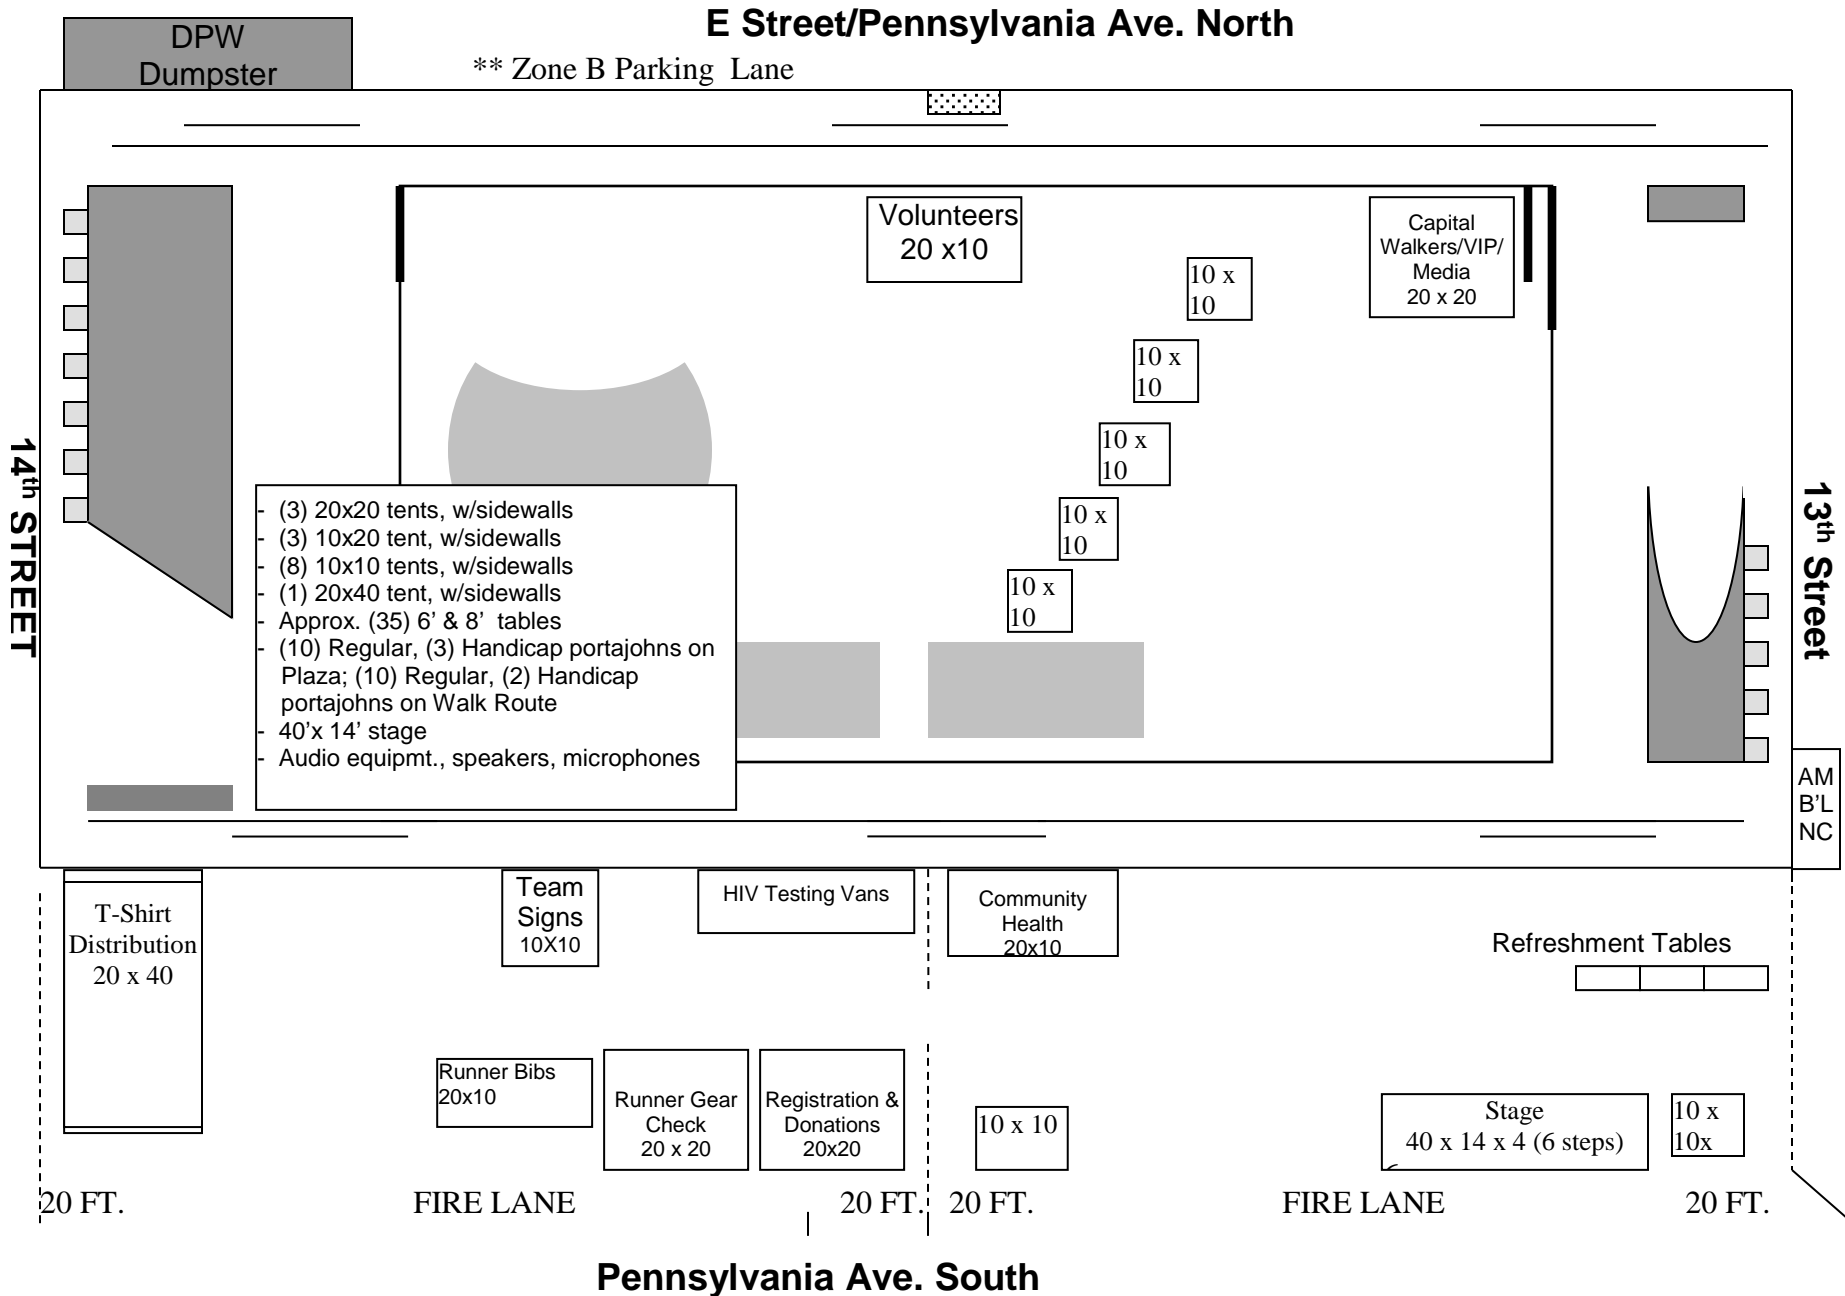 E Street/Pennsylvania Ave. North
DPW
Dumpster
** Zone B Parking Lane
Volunteers
20 x10
Capital
Walkers/VIP/
Media
20 x 20
10 x
10
10 x
10
10 x
10
10 x
10
10 x
10
14th STREET
13th Street
- (3) 20x20 tents, w/sidewalls
- (3) 10x20 tent, w/sidewalls
- (8) 10x10 tents, w/sidewalls
- (1) 20x40 tent, w/sidewalls
- Approx. (35) 6’ & 8’ tables
- (10) Regular, (3) Handicap portajohns on
Plaza; (10) Regular, (2) Handicap
portajohns on Walk Route
- 40’x 14’ stage
- Audio equipmt., speakers, microphones
AM
B’L
NC
T-Shirt
Distribution
20 x 40
Team
Signs
10X10
HIV Testing Vans
Community
Health
20x10
Refreshment Tables
Runner Bibs
20x10
Runner Gear
Check
20 x 20
Registration &
Donations
20x20
10 x 10
Stage
40 x 14 x 4 (6 steps)
10 x
10x
20 FT.
FIRE LANE
20 FT.
20 FT.
FIRE LANE
20 FT.
Pennsylvania Ave. South